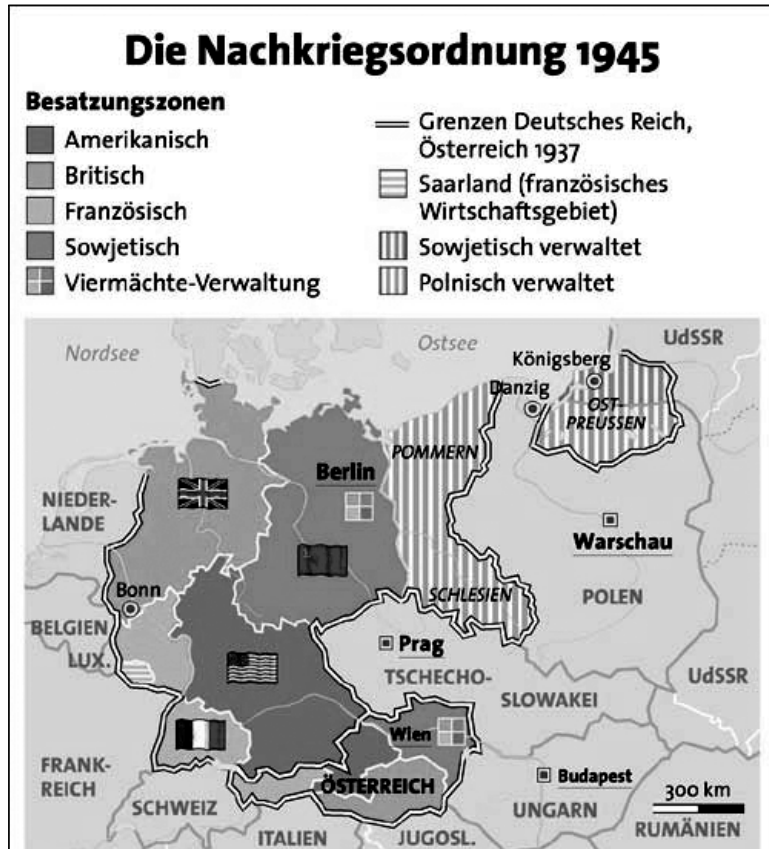 Die Nachkriegsordnung 1945
Besatzungszonen
Amerikanisch
Britisch
Französisch
Sowjetisch
Viermächte-Verwaltung
Grenzen Deutsches Reich,
Österreich 1937
Saarland (französisches
Wirtschaftsgebiet)
Sowjetisch verwaltet
Polnisch verwaltet
Nordsee
Ostsee
UdSSR
Königsberg
Danzig
OST-
PREUSSEN
POMMERN
Berlin
NIEDER-
LANDE
Warschau
SCHLESIEN
POLEN
Bonn
BELGIEN
LUX.
Prag
TSCHECHO-
SLOWAKEI
UdSSR
Wien
FRANK-
REICH
ÖSTERREICH
Budapest
300 km
SCHWEIZ
UNGARN
RUMÄNIEN
ITALIEN
JUGOSL.